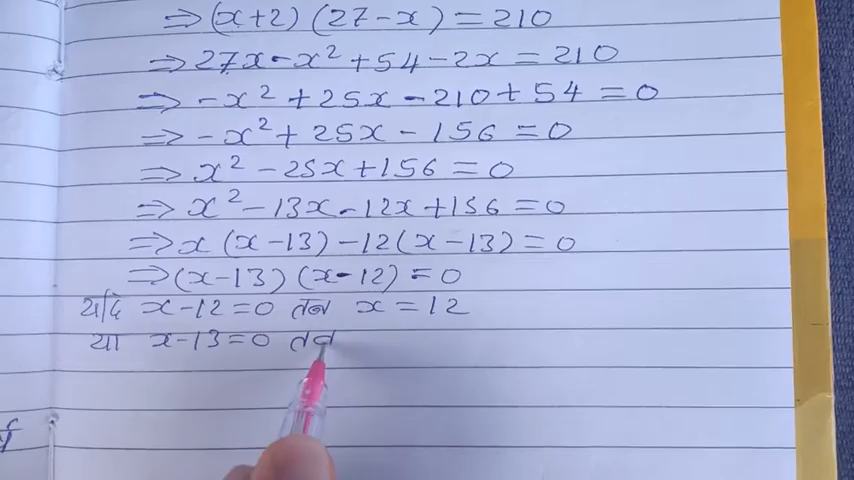 ⇒ (x+2) (27-x) = 210
⇒ 27x - x² + 54 - 2x = 210
⇒ -x² + 25x - 210 + 54 = 0
⇒ -x² + 25x - 156 = 0
⇒ x² - 25x + 156 = 0
⇒ x² - 13x - 12x + 156 = 0
⇒ x (x-13) - 12 (x-13) = 0
⇒ (x-13) (x-12) = 0
यदि x-12=0 तब x = 12
या x-13=0 तब